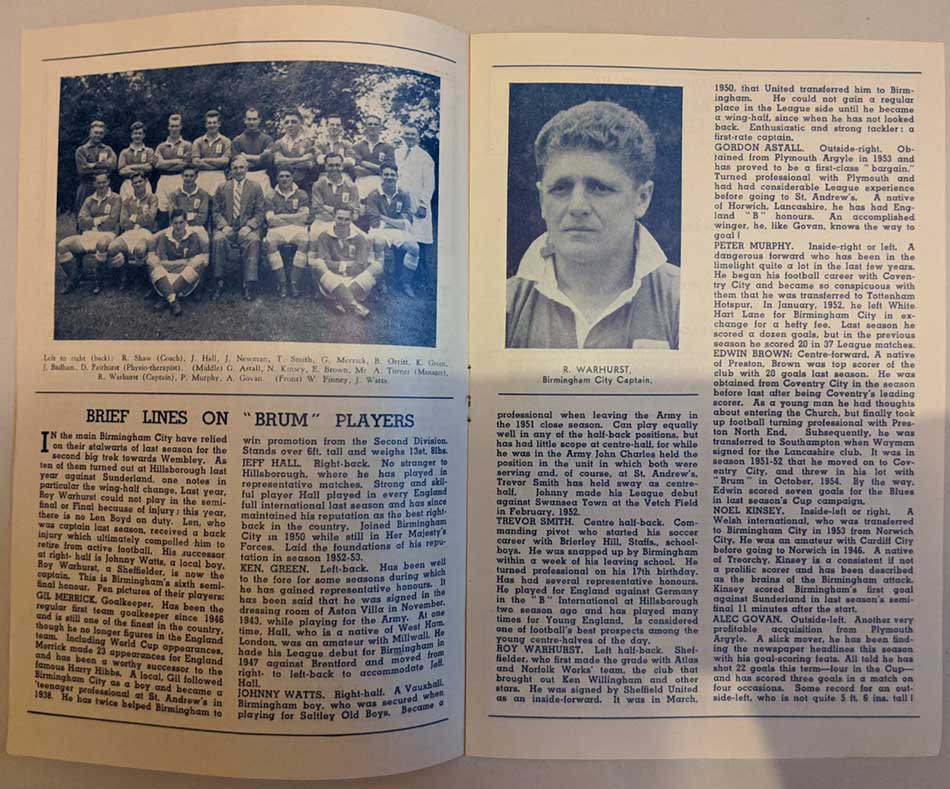 Left to right (back): R. Shaw (Coach), J. Hall, J. Newman, T. Smith, G. Merrick, B. Orritt, K. Green,
J. Badham, D. Faithurst (Physio-therapist). (Middle) G. Astall, N. Kinsey, E. Brown, Mr. A. Turner (Manager),
R. Warhurst (Captain), P. Murphy, A. Govan. (Front) W. Finney, J. Watts.
BRIEF LINES ON "BRUM" PLAYERS
IN the main Birmingham City have relied
on their stalwarts of last season for the
second big trek towards Wembley. As
ten of them turned out at Hillsborough last
year against Sunderland, one notes in
particular the wing-half change. Last year,
Roy Warhurst could not play in the semi-
final or Final because of injury; this year,
there is no Len Boyd on duty. Len, who
was captain last season, received a back
injury which ultimately compelled him to
retire from active football. His successor
at right-half is Johnny Watts, a local boy.
Roy Warhurst, a Sheffielder, is now the
captain. This is Birmingham's sixth semi-
final honour. Pen pictures of their players:
GIL MERRICK. Goalkeeper. Has been the
regular first team goalkeeper since 1946
and is still one of the finest in the country,
though he no longer figures in the England
team. Including World Cup appearances,
Merrick made 23 appearances for England
and has been a worthy successor to the
famous Harry Hibbs. A local, Gil followed
Birmingham City as a boy and became a
teenager professional at St. Andrew's in
1938. He has twice helped Birmingham to
win promotion from the Second Division.
Stands over 6ft. tall and weighs 13st. 8lbs.
JEFF HALL. Right-back. No stranger to
Hillsborough, where he has played in
representative matches. Strong and skil-
ful player Hall played in every England
full international last season and has since
maintained his reputation as the best right-
back in the country. Joined Birmingham
City in 1950 while still in Her Majesty's
Forces. Laid the foundations of his repu-
tation in season 1952-53.
KEN. GREEN. Left-back. Has been well
to the fore for some seasons during which
he has gained representative honours. It
has been said that he was signed in the
dressing room of Aston Villa in November,
1943, while playing for the Army. At one
time, Hall, who is a native of West Ham,
London, was an amateur with Millwall. He
made his League debut for Birmingham in
1947 against Brentford and moved from
right- to left-back to accommodate Jeff.
Hall.
JOHNNY WATTS. Right-half. A Vauxhall,
Birmingham boy, who was secured when
playing for Saltley Old Boys. Became a
R. WARHURST,
Birmingham City Captain.
professional when leaving the Army in
the 1951 close season. Can play equally
well in any of the half-back positions, but
has had little scope at centre-half, for while
he was in the Army John Charles held the
position in the unit in which both were
serving and, of course, at St. Andrew's,
Trevor Smith has held sway as centre-
half. Johnny made his League debut
against Swansea Town at the Vetch Field
in February, 1952.
TREVOR SMITH. Centre half-back. Com-
manding pivot who started his soccer
career with Brierley Hill, Staffs., school-
boys. He was snapped up by Birmingham
within a week of his leaving school. He
turned professional on his 17th birthday.
Has had several representative honours.
He played for England against Germany
in the "B" International at Hillsborough
two season ago and has played many
times for Young England. Is considered
one of football's best prospects among the
young centre-halves of the day.
ROY WARHURST. Left half-back. Shef-
fielder, who first made the grade with Atlas
and Norfolk Works' team, the club that
brought out Ken Willingham and other
stars. He was signed by Sheffield United
as an inside-forward. It was in March,
1950, that United transferred him to Birm-
ingham. He could not gain a regular
place in the League side until he became
a wing-half, since when he has not looked
back. Enthusiastic and strong tackler: a
first-rate captain.
GORDON ASTALL. Outside-right. Ob-
tained from Plymouth Argyle in 1953 and
has proved to be a first-class "bargain."
Turned professional with Plymouth and
had had considerable League experience
before going to St. Andrew's. A native
of Horwich, Lancashire, he has had Eng-
land "B" honours. An accomplished
winger, he, like Govan, knows the way to
goal!
PETER MURPHY. Inside-right or left. A
dangerous forward who has been in the
limelight quite a lot in the last few years.
He began his football career with Coven-
try City and became so conspicuous with
them that he was transferred to Tottenham
Hotspur. In January, 1952, he left White
Hart Lane for Birmingham City in ex-
change for a hefty fee. Last season he
scored a dozen goals, but in the previous
season he scored 20 in 37 League matches.
EDWIN BROWN: Centre-forward. A native
of Preston, Brown was top scorer of the
club with 20 goals last season. He was
obtained from Coventry City in the season
before last after being Coventry's leading
scorer. As a young man he had thoughts
about entering the Church, but finally took
up football turning professional with Pres-
ton North End. Subsequently, he was
transferred to Southampton when Wayman
signed for the Lancashire club. It was in
season 1951-52 that he moved on to Cov-
entry City, and threw in his lot with
"Brum" in October, 1954. By the way,
Edwin scored seven goals for the Blues
in last season's Cup campaign.
NOEL KINSEY. Inside-left or right. A
Welsh international, who was transferred
to Birmingham City in 1953 from Norwich
City. He was an amateur with Cardiff City
before going to Norwich in 1946. A native
of Treorchy, Kinsey is a consistent if not
a prolific scorer and has been described
as the brains of the Birmingham attack.
Kinsey scored Birmingham's first goal
against Sunderland in last season's semi-
final 11 minutes after the start.
ALEC GOVAN. Outside-left. Another very
profitable acquisition from Plymouth
Argyle. A slick mover, he has been find-
ing the newspaper headlines this season
with his goal-scoring feats. All told he has
shot 22 goals this term—four in the Cup—
and has scored three goals in a match on
four occasions. Some record for an out-
side-left, who is not quite 5 ft. 6 ins. tall!